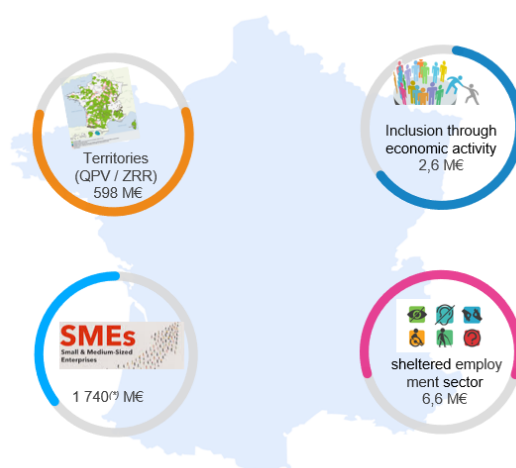 Territories
(QPV / ZRR)
598 M€
Inclusion through
economic activity
2,6 M€
SMEs
Small & Medium-Sized
Enterprises
1 740(*) M€
sheltered employ
ment sector
6,6 M€